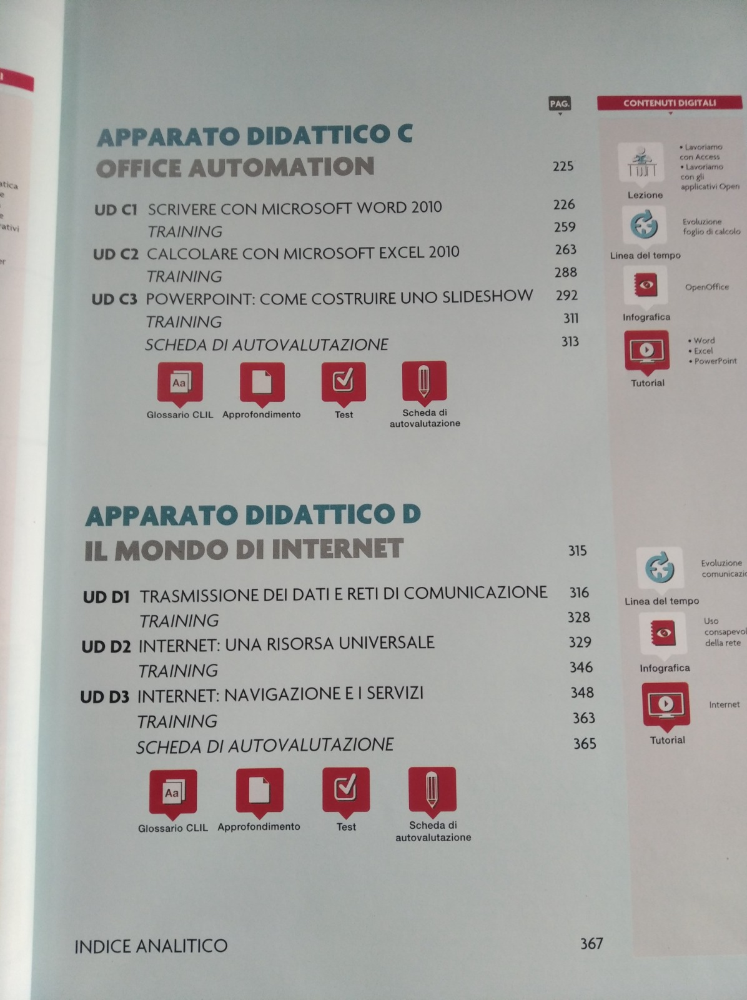 PAG.
CONTENUTI DIGITALI
APPARATO DIDATTICO C
OFFICE AUTOMATION 225
UD C1 SCRIVERE CON MICROSOFT WORD 2010 226
TRAINING 259
UD C2 CALCOLARE CON MICROSOFT EXCEL 2010 263
TRAINING 288
UD C3 POWERPOINT: COME COSTRUIRE UNO SLIDESHOW 292
TRAINING 311
SCHEDA DI AUTOVALUTAZIONE 313
Aa
Glossario CLIL Approfondimento Test Scheda di
autovalutazione
• Lavoriamo
con Access
• Lavoriamo
con gli
applicativi Open
Lezione
Evoluzione
foglio di calcolo
Linea del tempo
OpenOffice
Infografica
• Word
• Excel
• PowerPoint
Tutorial
APPARATO DIDATTICO D
IL MONDO DI INTERNET 315
UD D1 TRASMISSIONE DEI DATI E RETI DI COMUNICAZIONE 316
TRAINING 328
UD D2 INTERNET: UNA RISORSA UNIVERSALE 329
TRAINING 346
UD D3 INTERNET: NAVIGAZIONE E I SERVIZI 348
TRAINING 363
SCHEDA DI AUTOVALUTAZIONE 365
Aa
Glossario CLIL Approfondimento Test Scheda di
autovalutazione
Evoluzione
comunicazio
Linea del tempo
Uso
consapevol
della rete
Infografica
Internet
Tutorial
INDICE ANALITICO 367